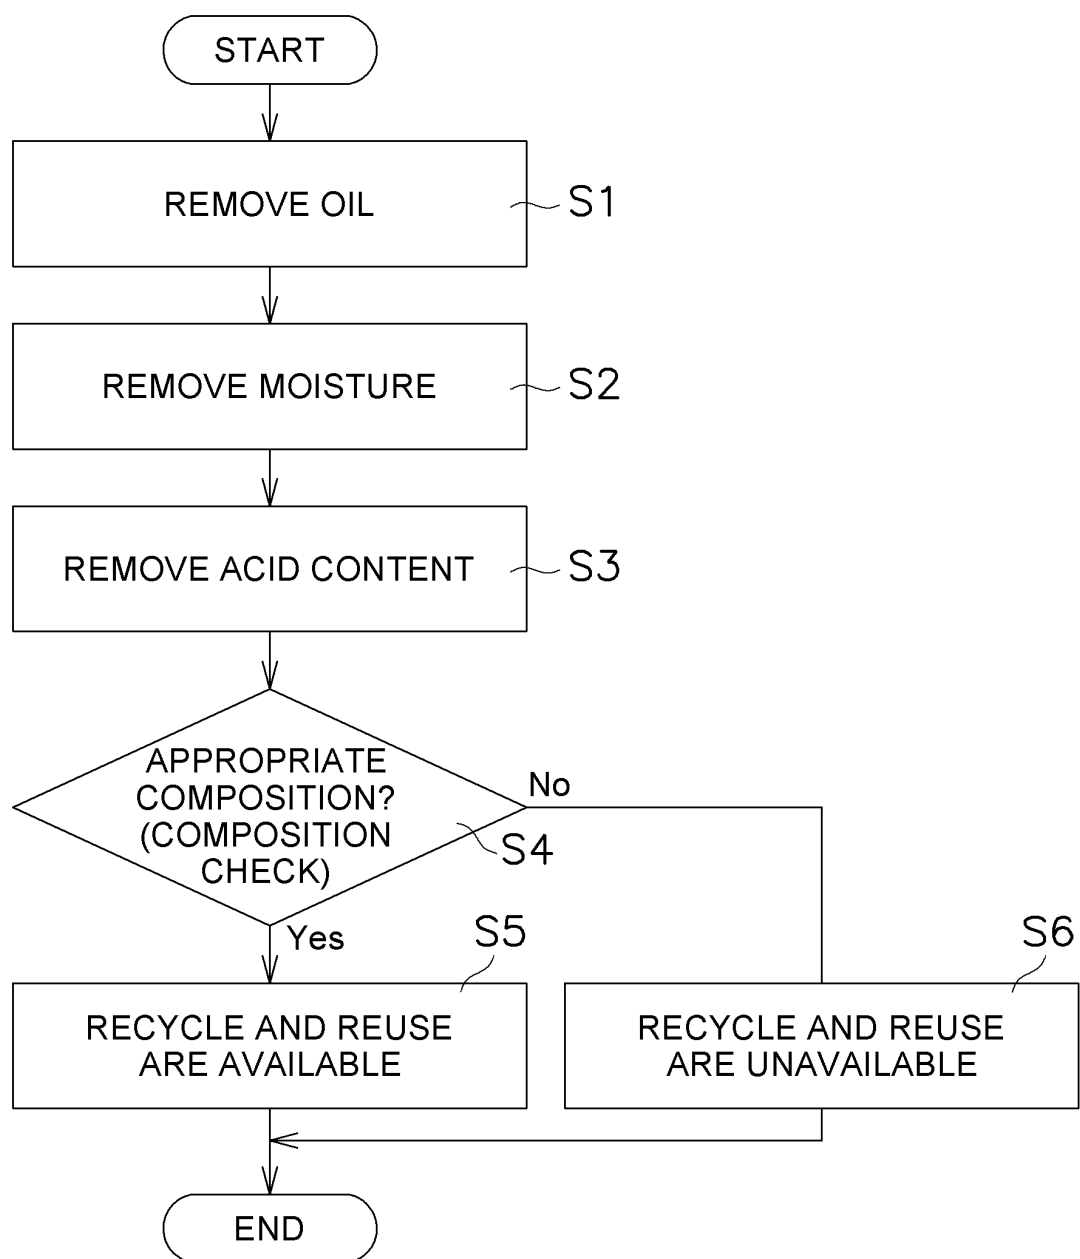 START
REMOVE OIL
S1
REMOVE MOISTURE
S2
REMOVE ACID CONTENT
S3
APPROPRIATE
COMPOSITION?
(COMPOSITION
CHECK)
S4
No
Yes
S5
RECYCLE AND REUSE
ARE AVAILABLE
S6
RECYCLE AND REUSE
ARE UNAVAILABLE
END